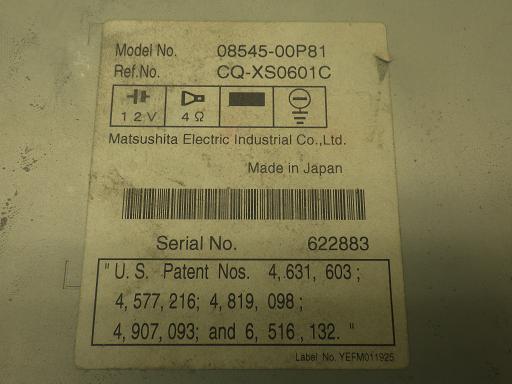 Model No. 08545-00P81
Ref.No. CQ-XS0601C
12V 4Ω
Matsushita Electric Industrial Co.,Ltd.
Made in Japan
Serial No. 622883
"U. S. Patent Nos. 4, 631, 603;
4, 577, 216; 4, 819, 098;
4, 907, 093; and 6, 516, 132. "
Label No. YEFM011925